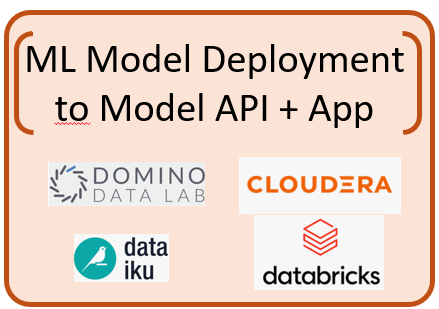 ML Model Deployment
to Model API + App
DOMINO
DATA LAB
CLOUDERA
data
iku
databricks